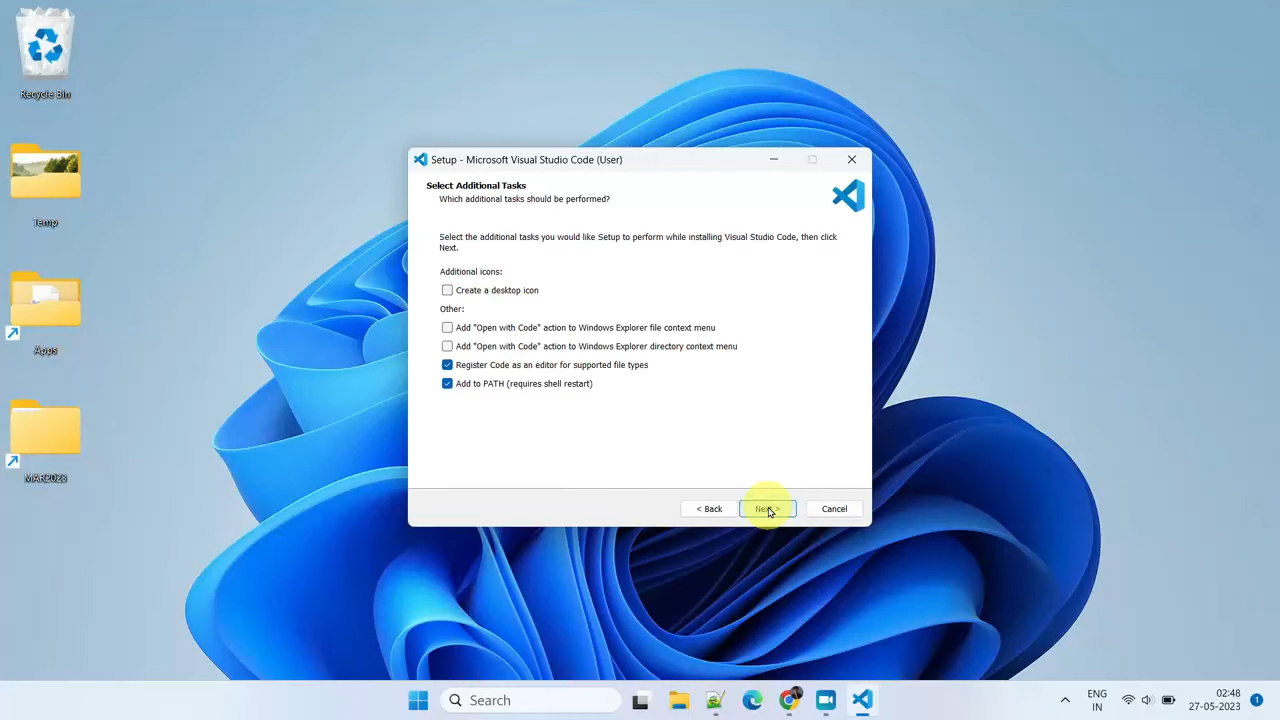 Recycle Bin
Temp
Apps
MAR2023
Setup - Microsoft Visual Studio Code (User)
Select Additional Tasks
Which additional tasks should be performed?
Select the additional tasks you would like Setup to perform while installing Visual Studio Code, then click
Next.
Additional icons:
Create a desktop icon
Other:
Add "Open with Code" action to Windows Explorer file context menu
Add "Open with Code" action to Windows Explorer directory context menu
Register Code as an editor for supported file types
Add to PATH (requires shell restart)
< Back
Next >
Cancel
Search
ENG
IN
02:48
27-05-2023
1